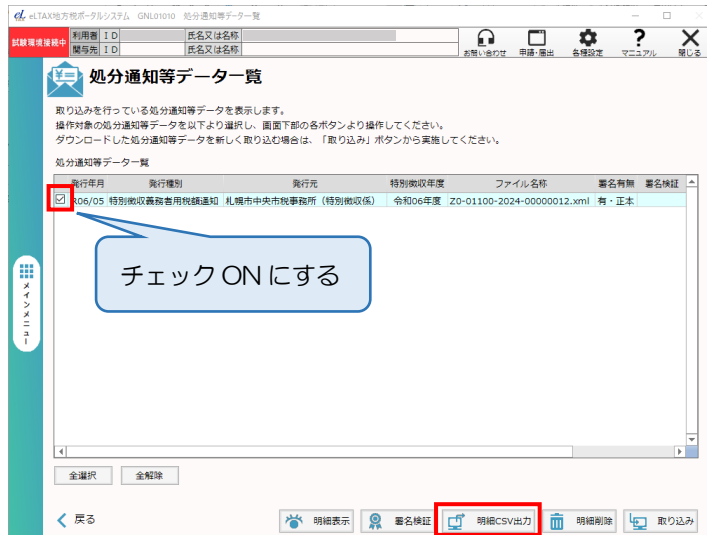 eLTAX地方税ポータルシステム GNL01010 処分通知等データ一覧
試験環境接続中
利用者 ID 氏名又は名称
関与先 ID 氏名又は名称
お問い合わせ 申請・届出 各種設定 マニュアル 閉じる
処分通知等データ一覧
取り込みを行っている処分通知等データを表示します。
操作対象の処分通知等データを以下より選択し、画面下部の各ボタンより操作してください。
ダウンロードした処分通知等データを新しく取り込む場合は、「取り込み」ボタンから実施してください。
処分通知等データ一覧
発行年月 発行種別 発行元 特別徴収年度 ファイル名称 署名有無 署名検証
R06/05 特別徴収義務者用税額通知 札幌市中央市税事務所(特別徴収係) 令和06年度 Z0-01100-2024-00000012.xml 有・正本
チェック ON にする
メインメニュー
全選択 全解除
戻る
明細表示 署名検証 明細CSV出力 明細削除 取り込み